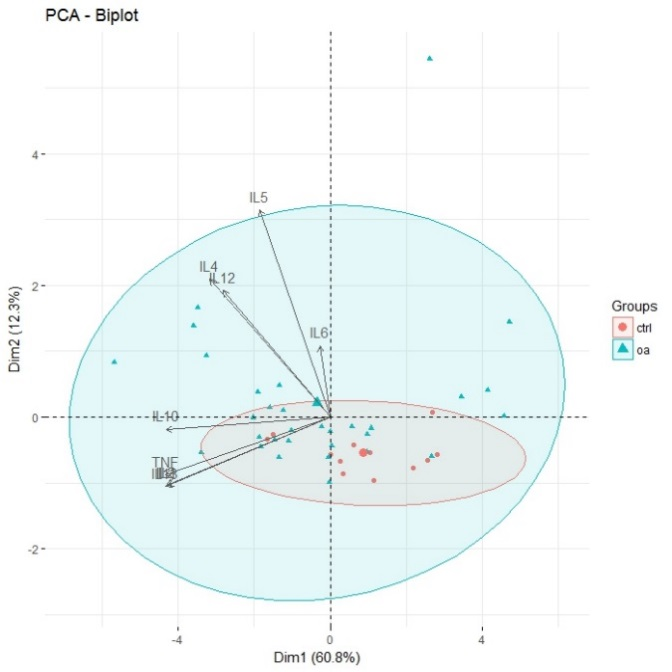 PCA - Biplot
IL5
IL4
IL12
IL6
IL10
TNF
4
2
0
-2
Dim2 (12.3%)
-4
0
4
Dim1 (60.8%)
Groups
ctrl
oa